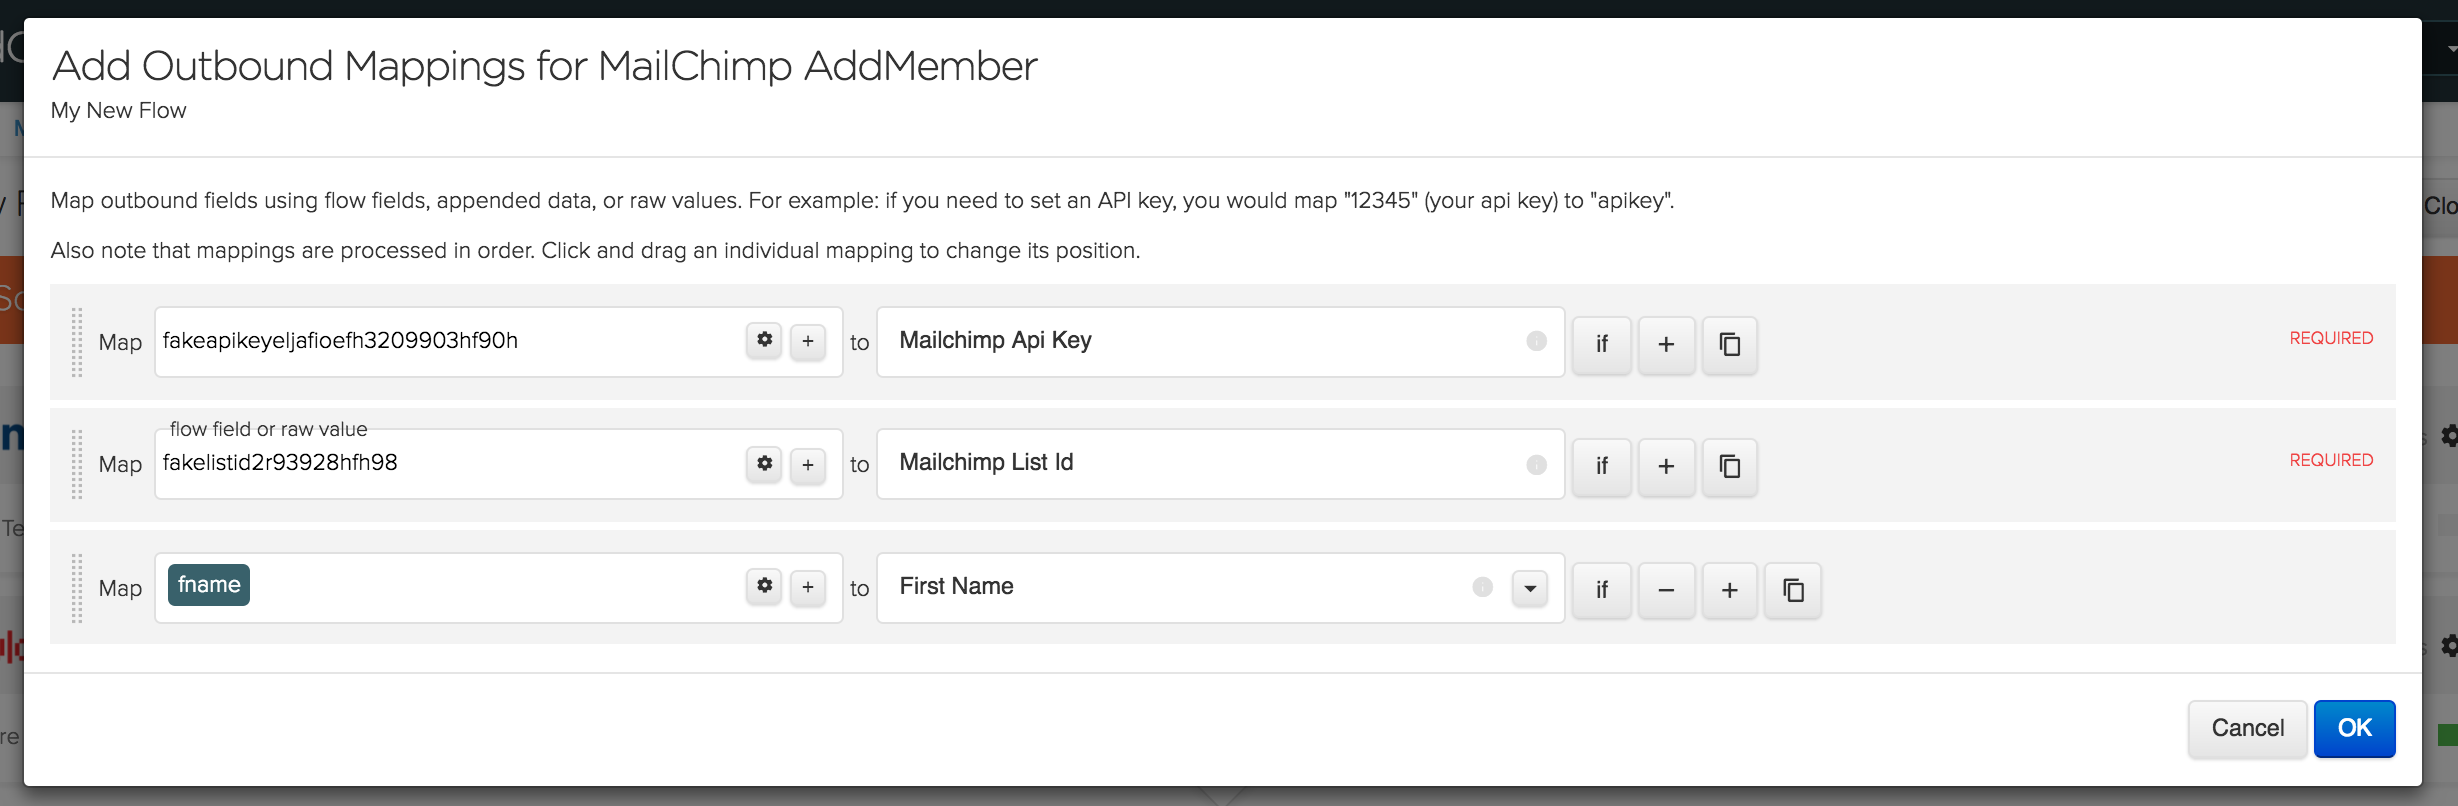 Add Outbound Mappings for MailChimp AddMember
My New Flow
Map outbound fields using flow fields, appended data, or raw values. For example: if you need to set an API key, you would map "12345" (your api key) to "apikey".
Also note that mappings are processed in order. Click and drag an individual mapping to change its position.
Map fakeapikeyeljafioefh3209903hf90h + to Mailchimp Api Key if + REQUIRED
flow field or raw value
Map fakelistid2r93928hfh98 + to Mailchimp List Id if + REQUIRED
Map fname + to First Name if − +
Cancel OK